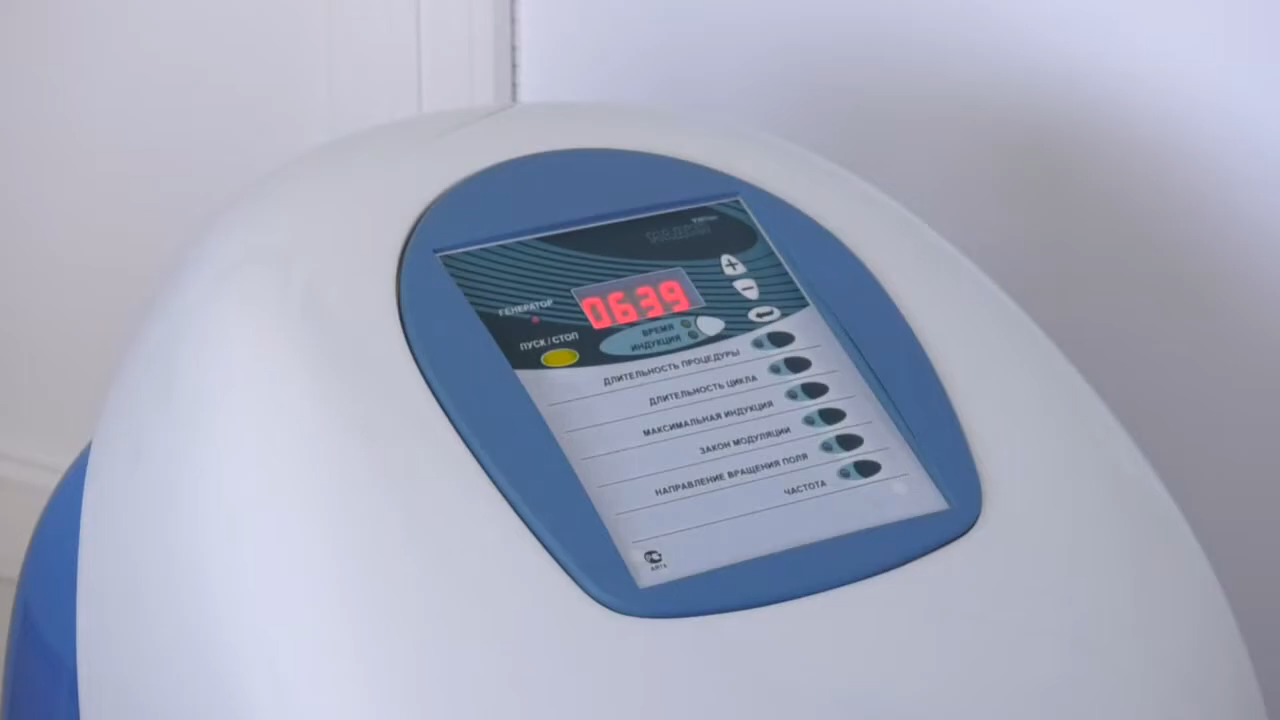 ГЕНЕРАТОР
0639
+
−
ПУСК / СТОП
ВРЕМЯ
ИНДУКЦИЯ
ДЛИТЕЛЬНОСТЬ ПРОЦЕДУРЫ
ДЛИТЕЛЬНОСТЬ ЦИКЛА
МАКСИМАЛЬНАЯ ИНДУКЦИЯ
ЗАКОН МОДУЛЯЦИИ
НАПРАВЛЕНИЕ ВРАЩЕНИЯ ПОЛЯ
ЧАСТОТА